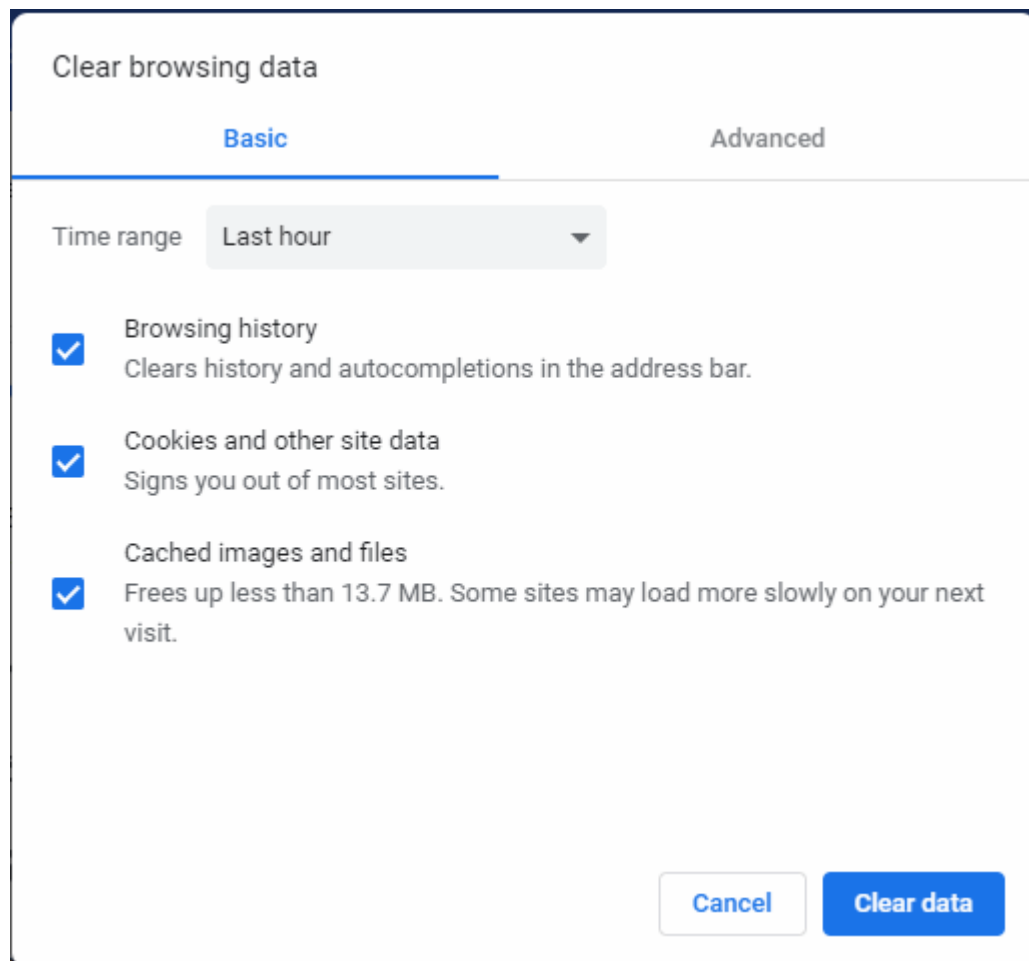 Clear browsing data
Basic
Advanced
Time range
Last hour
Browsing history
Clears history and autocompletions in the address bar.
Cookies and other site data
Signs you out of most sites.
Cached images and files
Frees up less than 13.7 MB. Some sites may load more slowly on your next
visit.
Cancel
Clear data